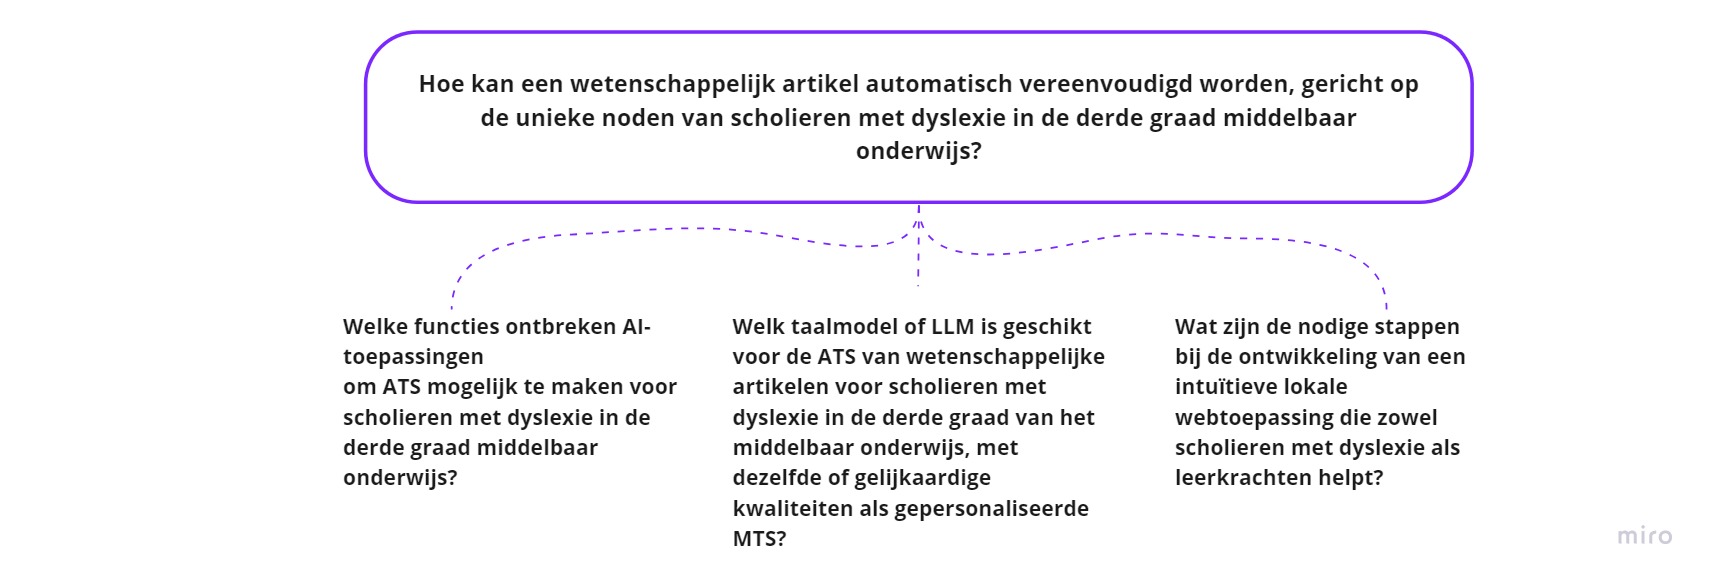 Hoe kan een wetenschappelijk artikel automatisch vereenvoudigd worden, gericht op
de unieke noden van scholieren met dyslexie in de derde graad middelbaar
onderwijs?
Welke functies ontbreken AI-
toepassingen
om ATS mogelijk te maken voor
scholieren met dyslexie in de
derde graad middelbaar
onderwijs?
Welk taalmodel of LLM is geschikt
voor de ATS van wetenschappelijke
artikelen voor scholieren met
dyslexie in de derde graad van het
middelbaar onderwijs, met
dezelfde of gelijkaardige
kwaliteiten als gepersonaliseerde
MTS?
Wat zijn de nodige stappen
bij de ontwikkeling van een
intuïtieve lokale
webtoepassing die zowel
scholieren met dyslexie als
leerkrachten helpt?
miro